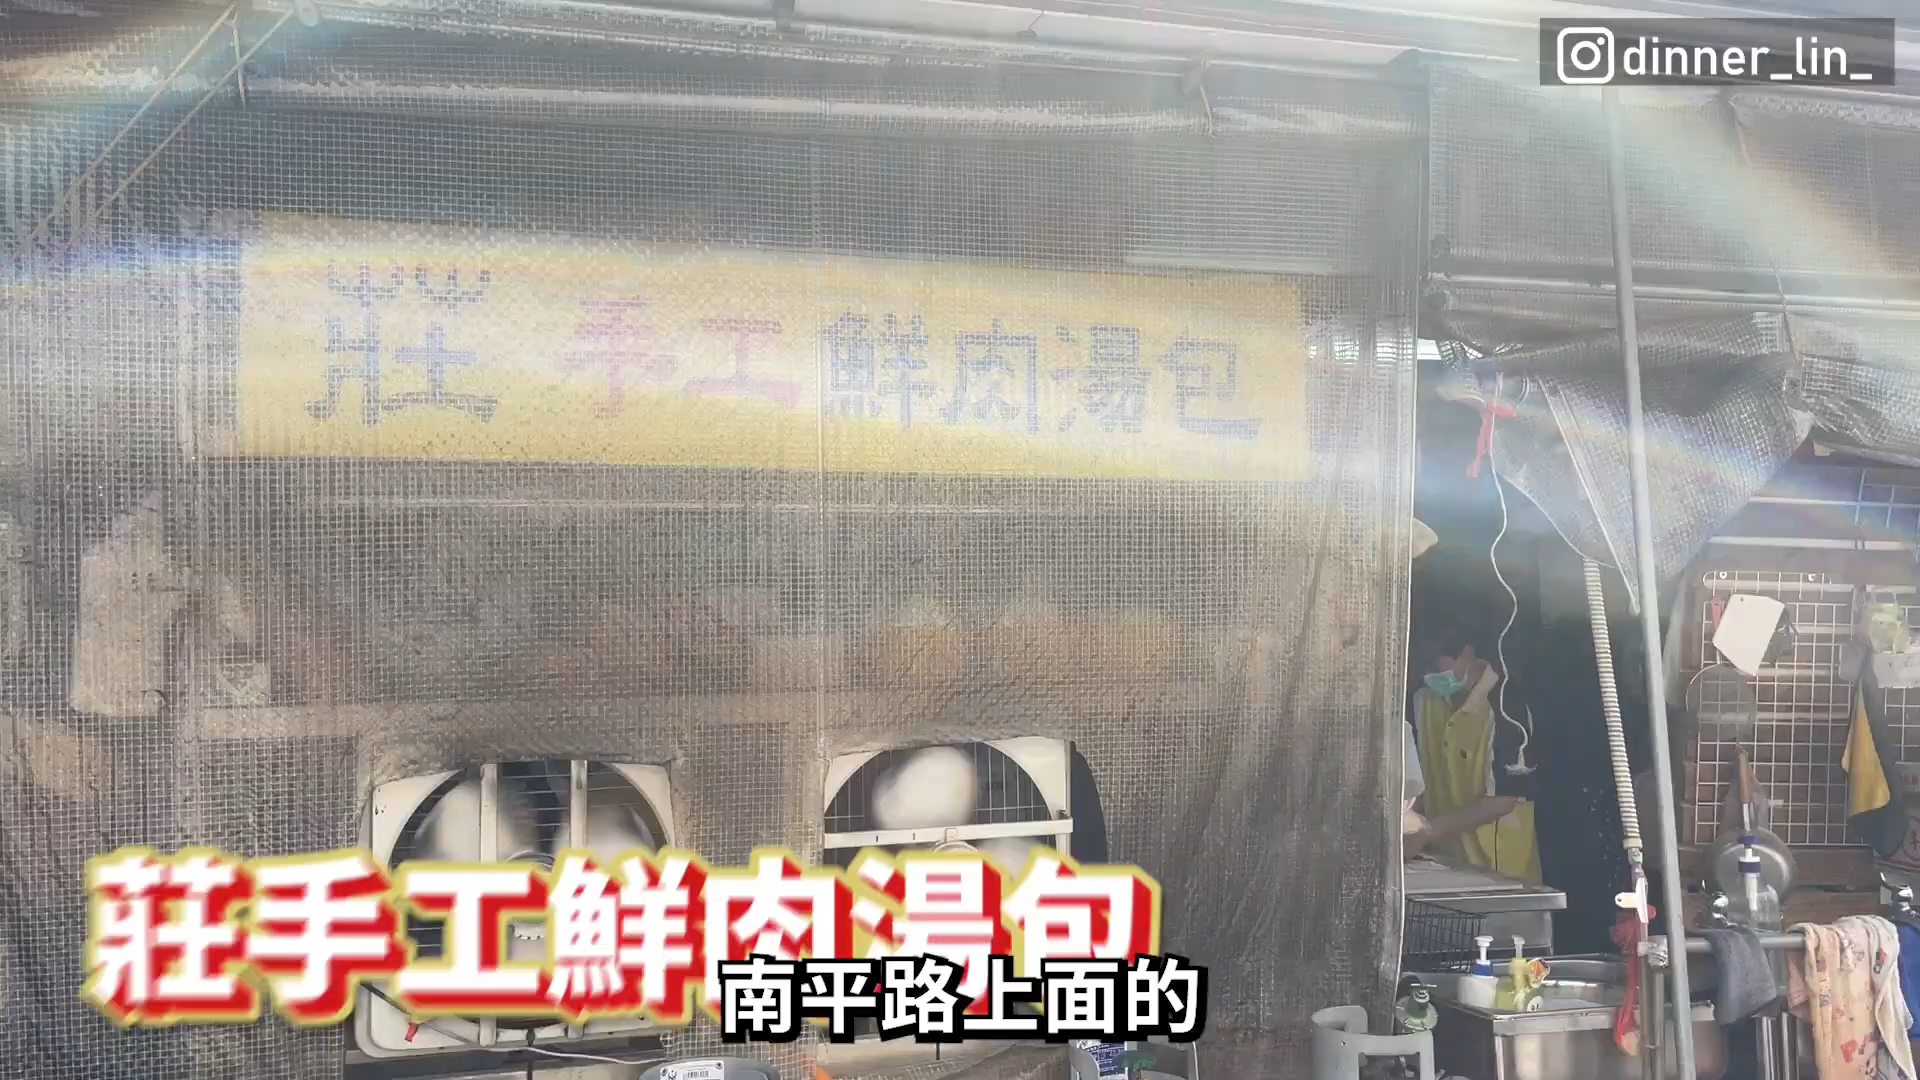 dinner_lin_
莊 手工鮮肉湯包
莊手工鮮肉湯包
南平路上面的